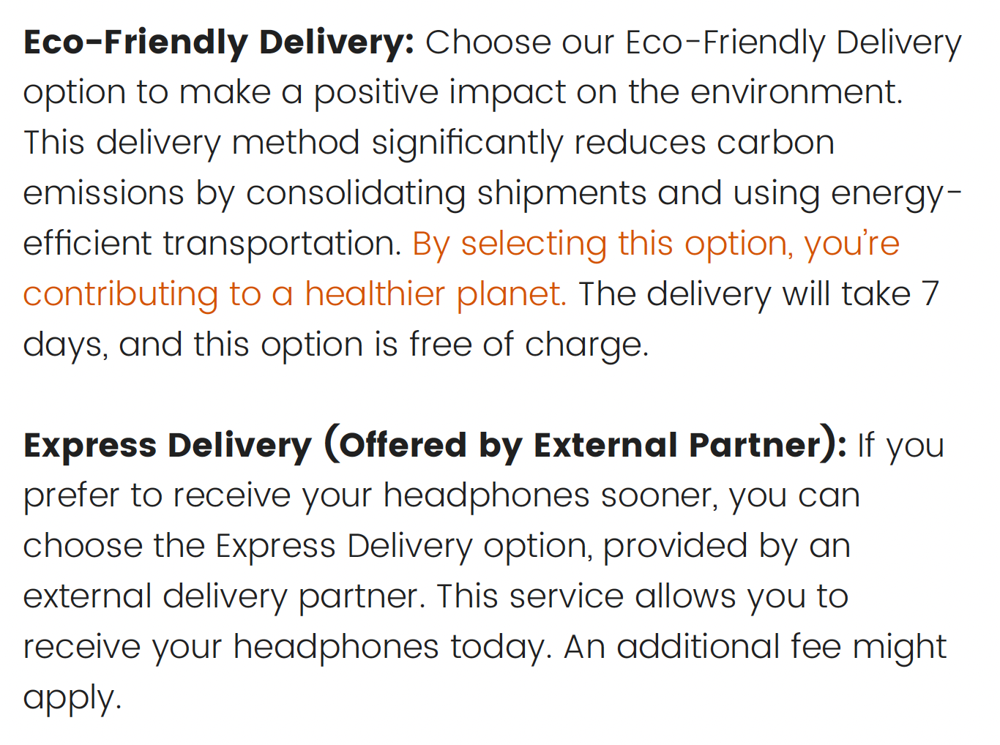 Eco-Friendly Delivery: Choose our Eco-Friendly Delivery
option to make a positive impact on the environment.
This delivery method significantly reduces carbon
emissions by consolidating shipments and using energy-
efficient transportation. By selecting this option, you’re
contributing to a healthier planet. The delivery will take 7
days, and this option is free of charge.
Express Delivery (Offered by External Partner): If you
prefer to receive your headphones sooner, you can
choose the Express Delivery option, provided by an
external delivery partner. This service allows you to
receive your headphones today. An additional fee might
apply.